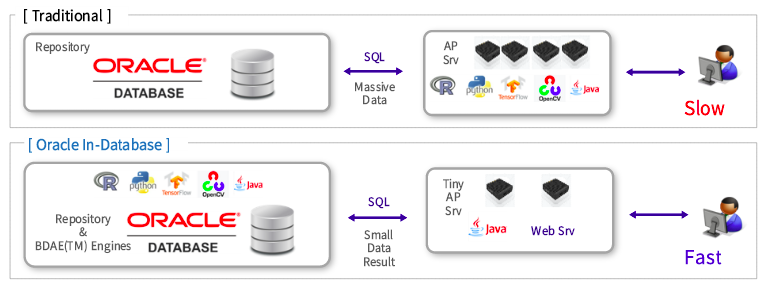 [ Traditional ]
Repository
ORACLE®
DATABASE
SQL
Massive
Data
AP
Srv
R
python
TensorFlow
OpenCV
Java
Slow
[ Oracle In-Database ]
R
python
TensorFlow
OpenCV
Java
Repository
&
BDAE(TM) Engines
ORACLE®
DATABASE
SQL
Small
Data
Result
Tiny
AP
Srv
Java
Web Srv
Fast